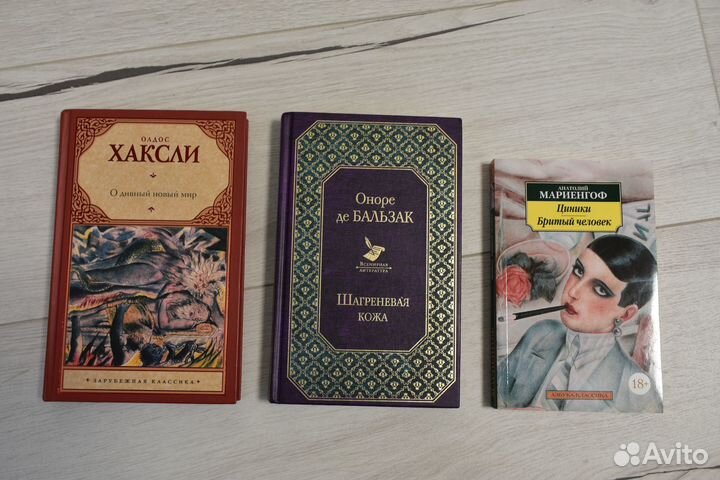 ОЛДОС
ХАКСЛИ
О дивный новый мир
ЗАРУБЕЖНАЯ КЛАССИКА
Оноре
де БАЛЬЗАК
ВСЕМИРНАЯ
ЛИТЕРАТУРА
ШАГРЕНЕВАЯ
КОЖА
АНАТОЛИЙ
МАРИЕНГОФ
Циники
Бритый человек
18+
АЗБУКА-КЛАССИКА
Avito